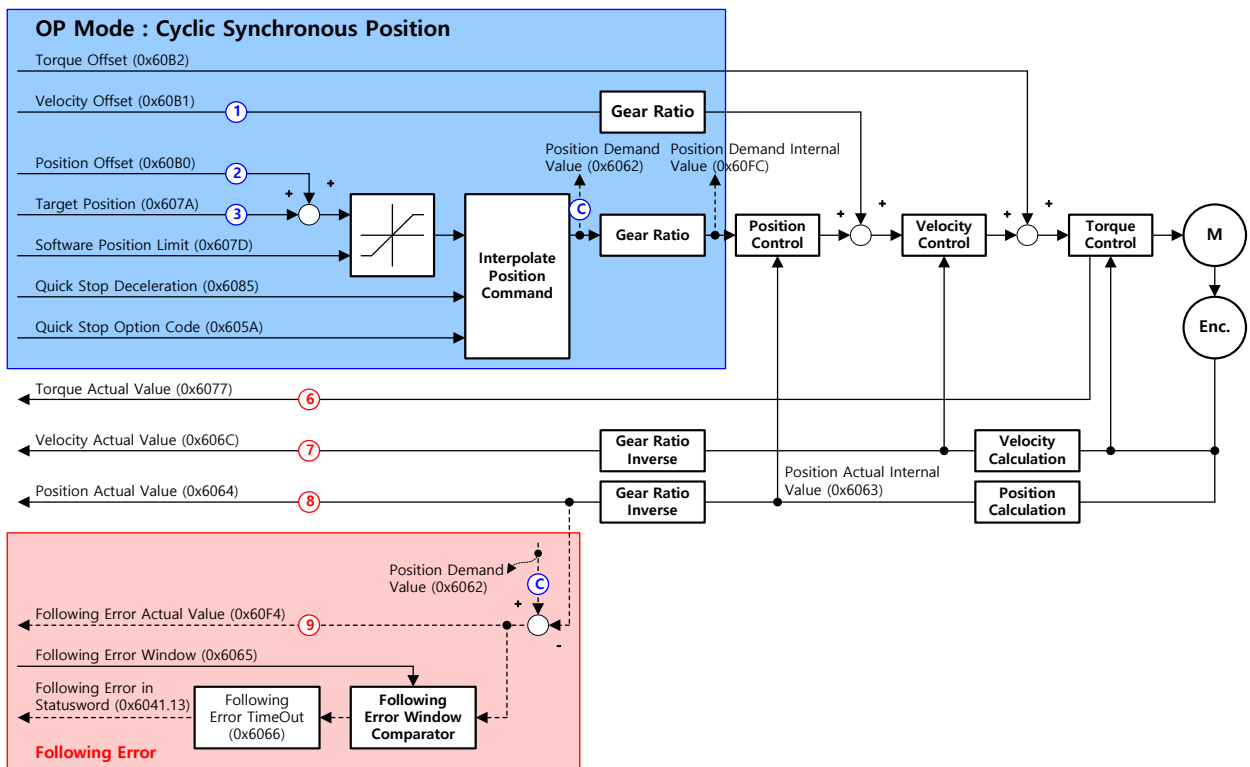 OP Mode : Cyclic Synchronous Position
Torque Offset (0x60B2)
Velocity Offset (0x60B1)
1
Gear Ratio
Position Offset (0x60B0)
2
+
+
Target Position (0x607A)
3
Software Position Limit (0x607D)
Quick Stop Deceleration (0x6085)
Quick Stop Option Code (0x605A)
Interpolate
Position
Command
Position Demand
Value (0x6062)
C
Gear Ratio
Position Demand Internal
Value (0x60FC)
Position
Control
+
+
Velocity
Control
+
+
Torque
Control
M
Enc.
Torque Actual Value (0x6077)
6
Velocity Actual Value (0x606C)
7
Gear Ratio
Inverse
Velocity
Calculation
Position Actual Value (0x6064)
8
Gear Ratio
Inverse
Position Actual Internal
Value (0x6063)
Position
Calculation
Position Demand
Value (0x6062)
C
+
-
Following Error Actual Value (0x60F4)
9
Following Error Window (0x6065)
Following Error in
Statusword (0x6041.13)
Following
Error TimeOut
(0x6066)
Following
Error Window
Comparator
Following Error